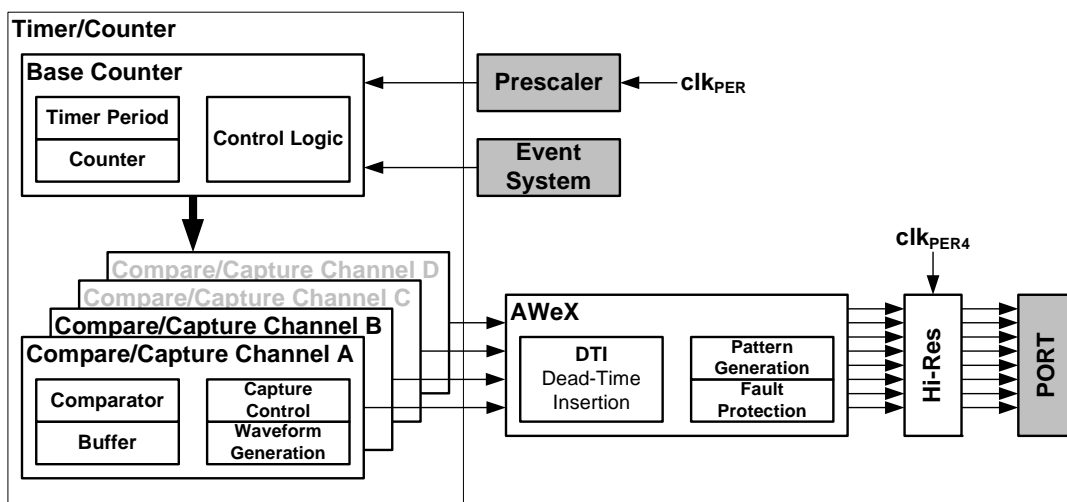 Timer/Counter
Base Counter
Timer Period
Counter
Control Logic
Prescaler
clkPER
Event
System
Compare/Capture Channel D
Compare/Capture Channel C
Compare/Capture Channel B
Compare/Capture Channel A
Comparator
Buffer
Capture
Control
Waveform
Generation
AWeX
DTI
Dead-Time
Insertion
Pattern
Generation
Fault
Protection
clkPER4
Hi-Res
PORT